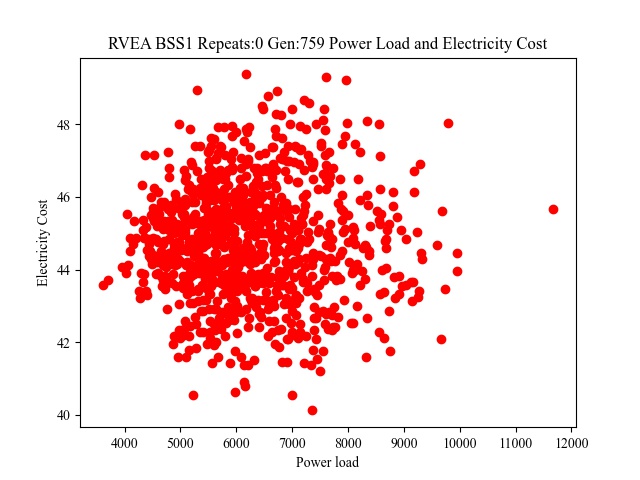 RVEA BSS1 Repeats:0 Gen:759 Power Load and Electricity Cost
48
46
44
42
40
Electricity Cost
4000 5000 6000 7000 8000 9000 10000 11000 12000
Power load